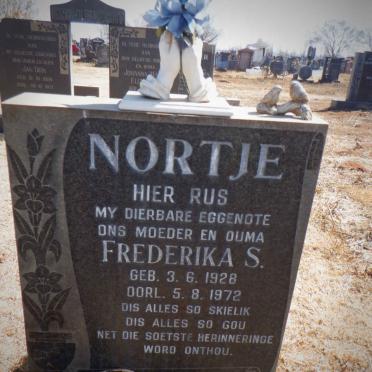 NORTJE
HIER RUS
MY DIERBARE EGGENOTE
ONS MOEDER EN OUMA
FREDERIKA S.
GEB. 3. 6. 1928
OORL. 5. 8. 1972
DIS ALLES SO SKIELIK
DIS ALLES SO GOU
NET DIE SOETSTE HERINNERINGE
WORD ONTHOU.